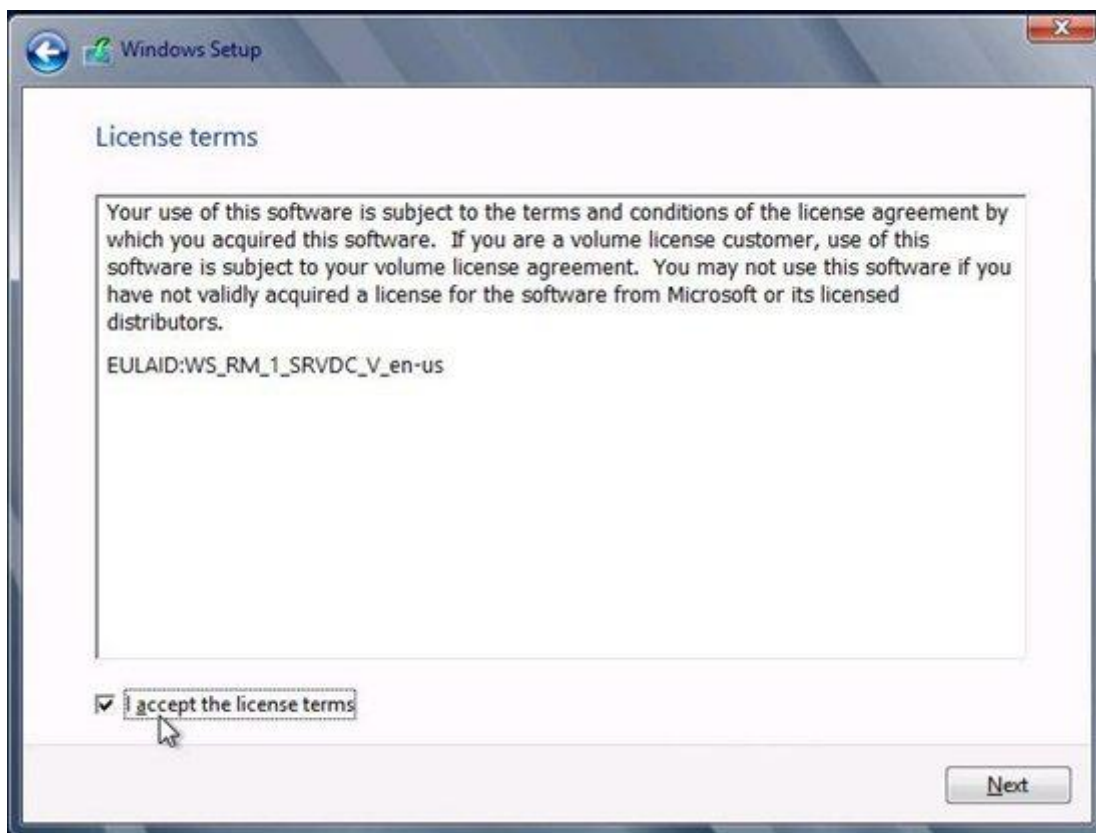 Windows Setup
License terms
Your use of this software is subject to the terms and conditions of the license agreement by
which you acquired this software.  If you are a volume license customer, use of this
software is subject to your volume license agreement.  You may not use this software if you
have not validly acquired a license for the software from Microsoft or its licensed
distributors.
EULAID:WS_RM_1_SRVDC_V_en-us
I accept the license terms
Next